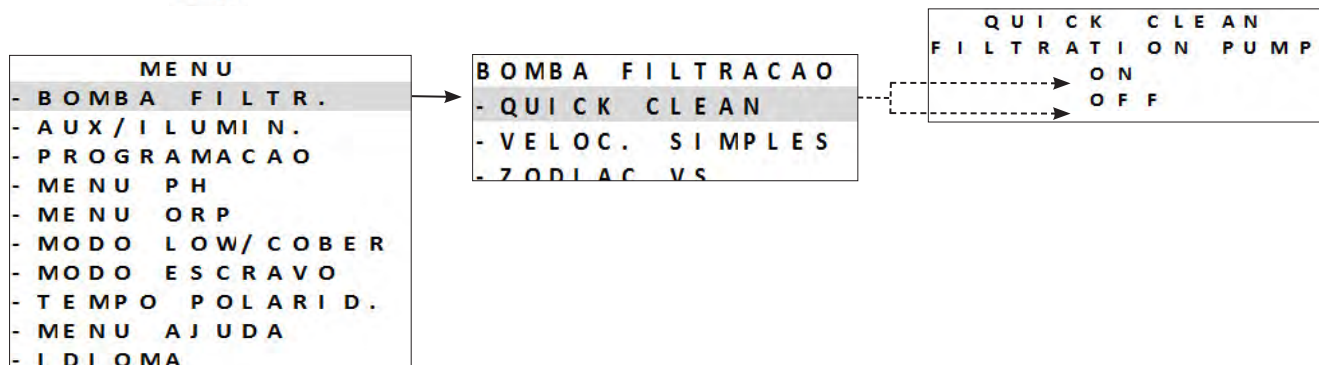 MENU
- BOMBA FILTR.
- AUX/ILUMIN.
- PROGRAMACAO
- MENU PH
- MENU ORP
- MODO LOW/COBER
- MODO ESCRAVO
- TEMPO POLARID.
- MENU AJUDA
- IDIOMA
BOMBA FILTRACAO
- QUICK CLEAN
- VELOC. SIMPLES
- ZODIAC VS
QUICK CLEAN
FILTRATION PUMP
ON
OFF